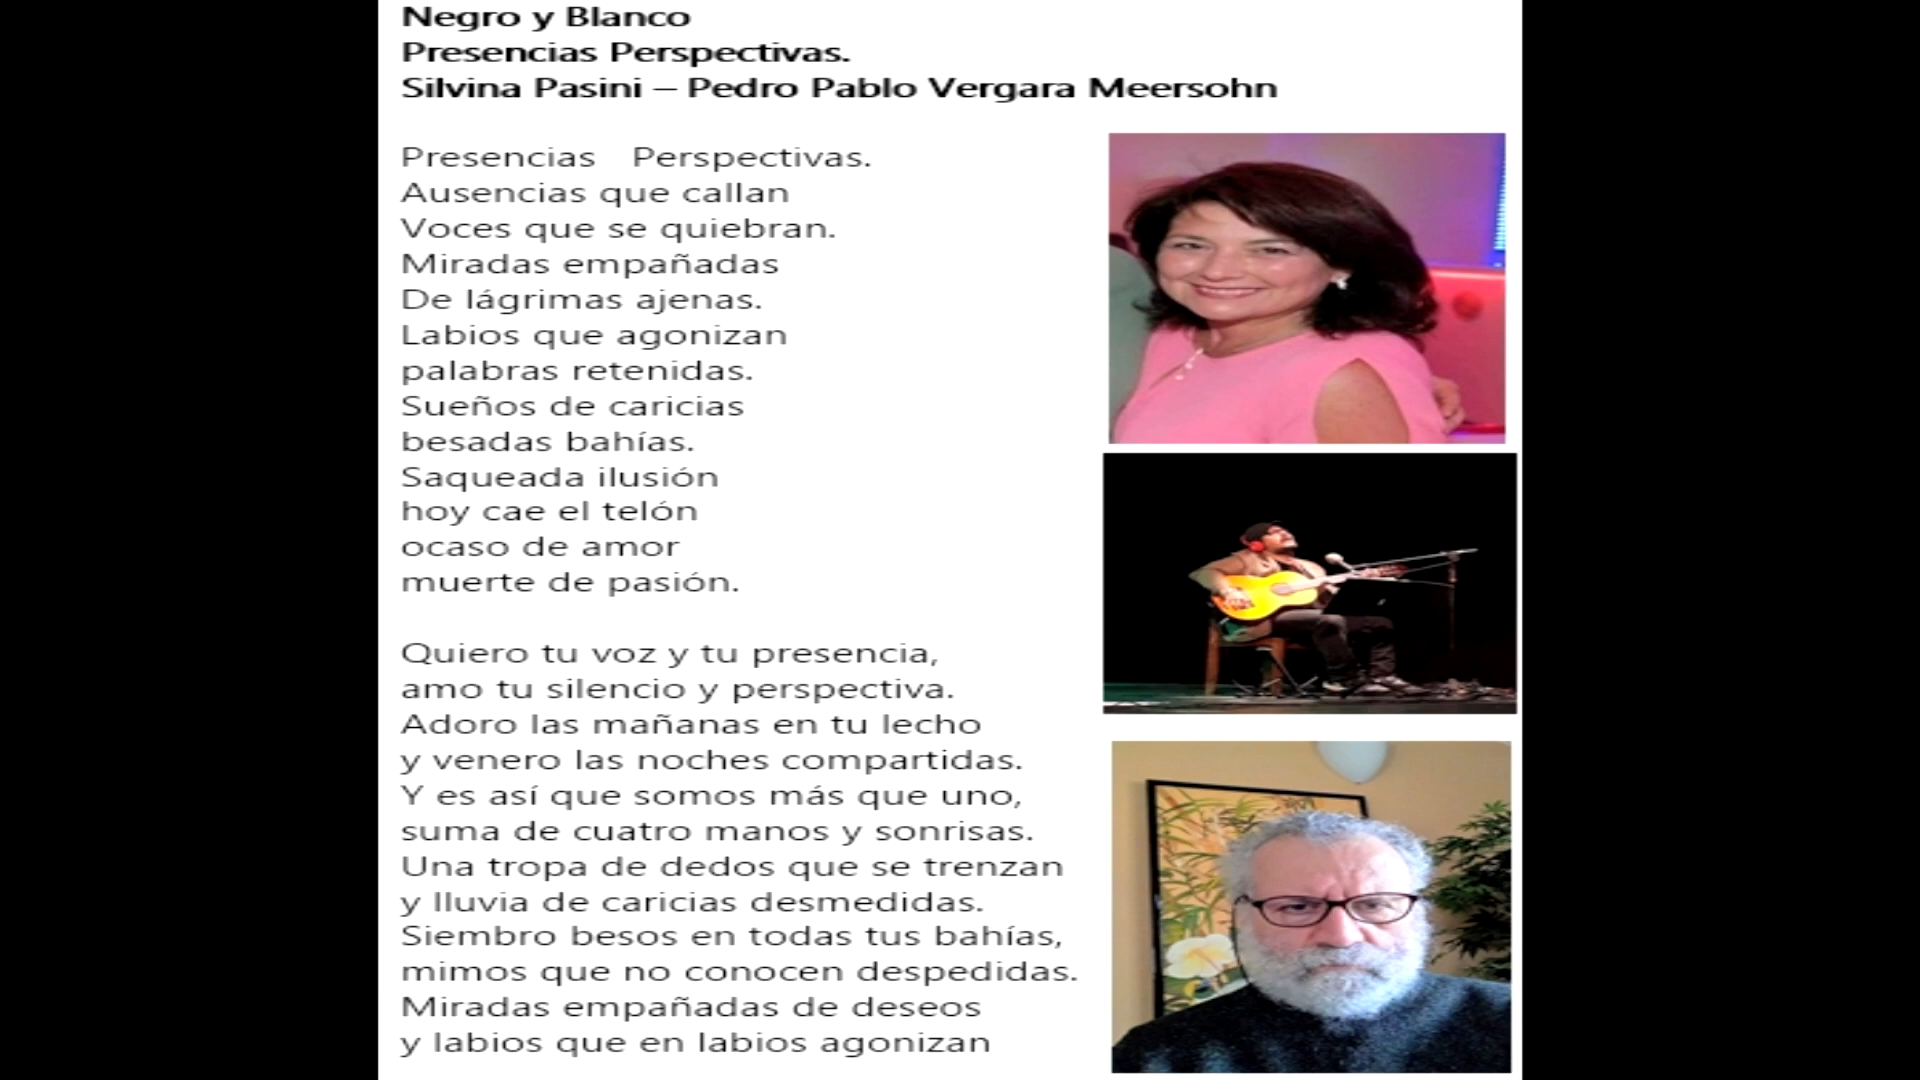 Negro y Blanco
Presencias Perspectivas.
Silvina Pasini – Pedro Pablo Vergara Meersohn
Presencias Perspectivas.
Ausencias que callan
Voces que se quiebran.
Miradas empañadas
De lágrimas ajenas.
Labios que agonizan
palabras retenidas.
Sueños de caricias
besadas bahías.
Saqueada ilusión
hoy cae el telón
ocaso de amor
muerte de pasión.
Quiero tu voz y tu presencia,
amo tu silencio y perspectiva.
Adoro las mañanas en tu lecho
y venero las noches compartidas.
Y es así que somos más que uno,
suma de cuatro manos y sonrisas.
Una tropa de dedos que se trenzan
y lluvia de caricias desmedidas.
Siembro besos en todas tus bahías,
mimos que no conocen despedidas.
Miradas empañadas de deseos
y labios que en labios agonizan